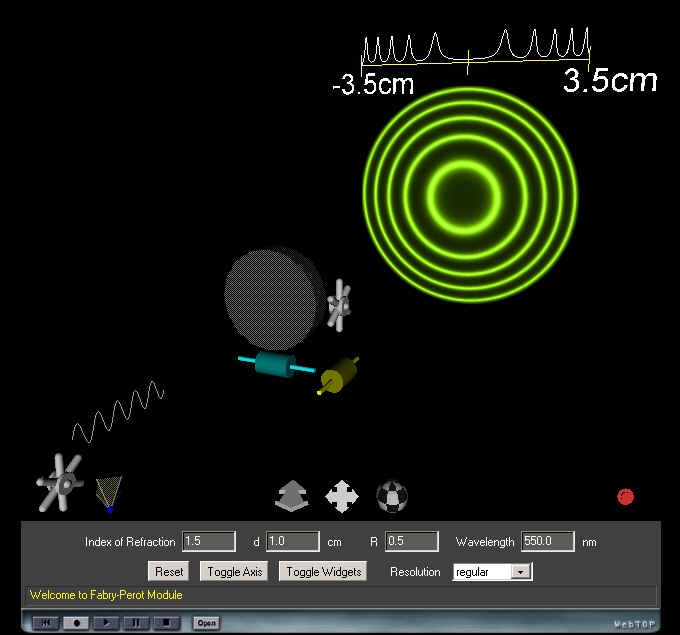 -3.5cm 3.5cm
Index of Refraction 1.5 d 1.0 cm R 0.5 Wavelength 550.0 nm
Reset Toggle Axis Toggle Widgets Resolution regular
Welcome to Fabry-Perot Module
Open WebTOP